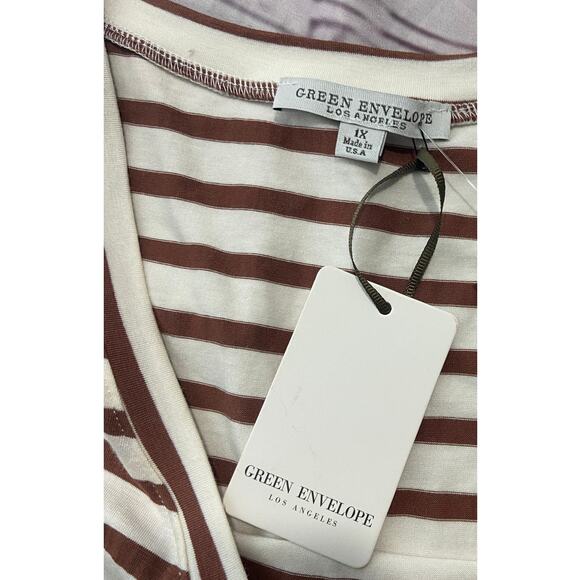 GREEN ENVELOPE
LOS ANGELES
1X
Made in
U.S.A
GREEN ENVELOPE
LOS ANGELES